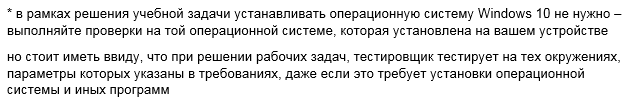 * в рамках решения учебной задачи устанавливать операционную систему Windows 10 не нужно –
выполняйте проверки на той операционной системе, которая установлена на вашем устройстве
но стоит иметь ввиду, что при решении рабочих задач, тестировщик тестирует на тех окружениях,
параметры которых указаны в требованиях, даже если это требует установки операционной
системы и иных программ